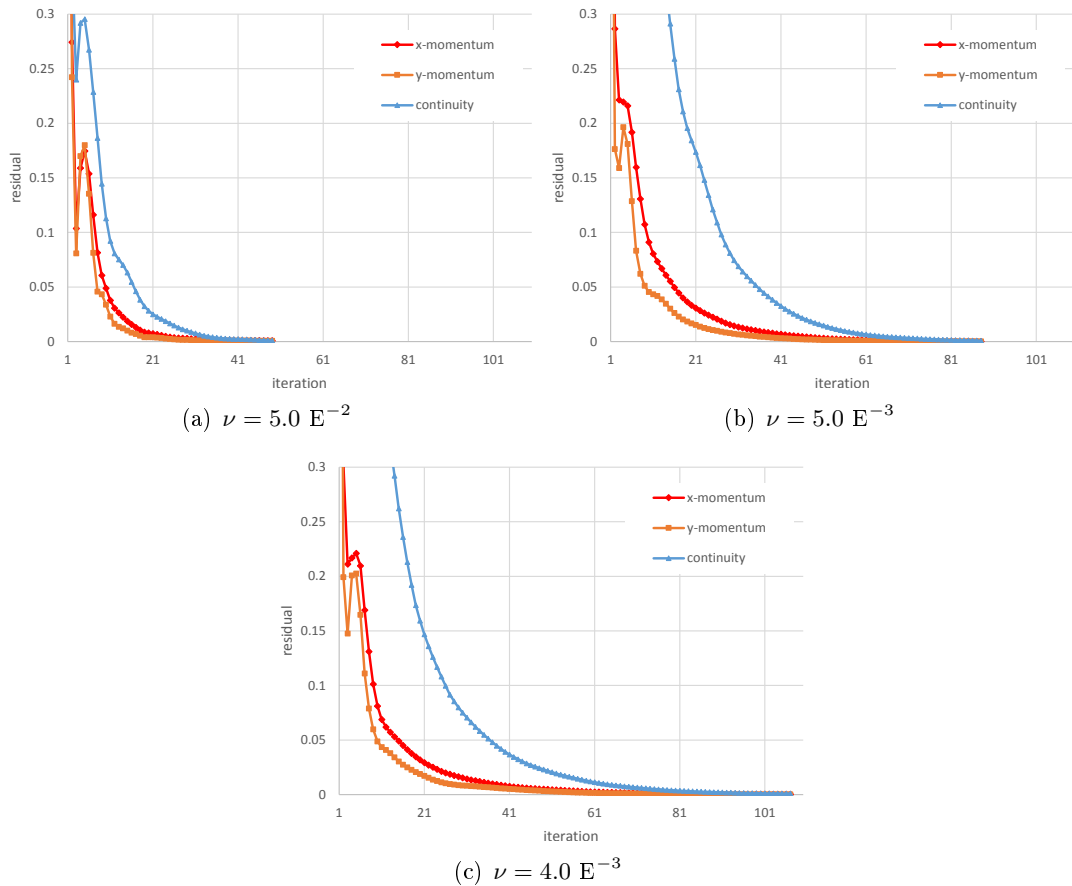 0.3
0.25
0.2
0.15
0.1
0.05
0
residual
x-momentum
y-momentum
continuity
1 21 41 61 81 101
iteration
(a) ν = 5.0 E⁻²
0.3
0.25
0.2
0.15
0.1
0.05
0
residual
x-momentum
y-momentum
continuity
1 21 41 61 81 101
iteration
(b) ν = 5.0 E⁻³
0.3
0.25
0.2
0.15
0.1
0.05
0
residual
x-momentum
y-momentum
continuity
1 21 41 61 81 101
iteration
(c) ν = 4.0 E⁻³